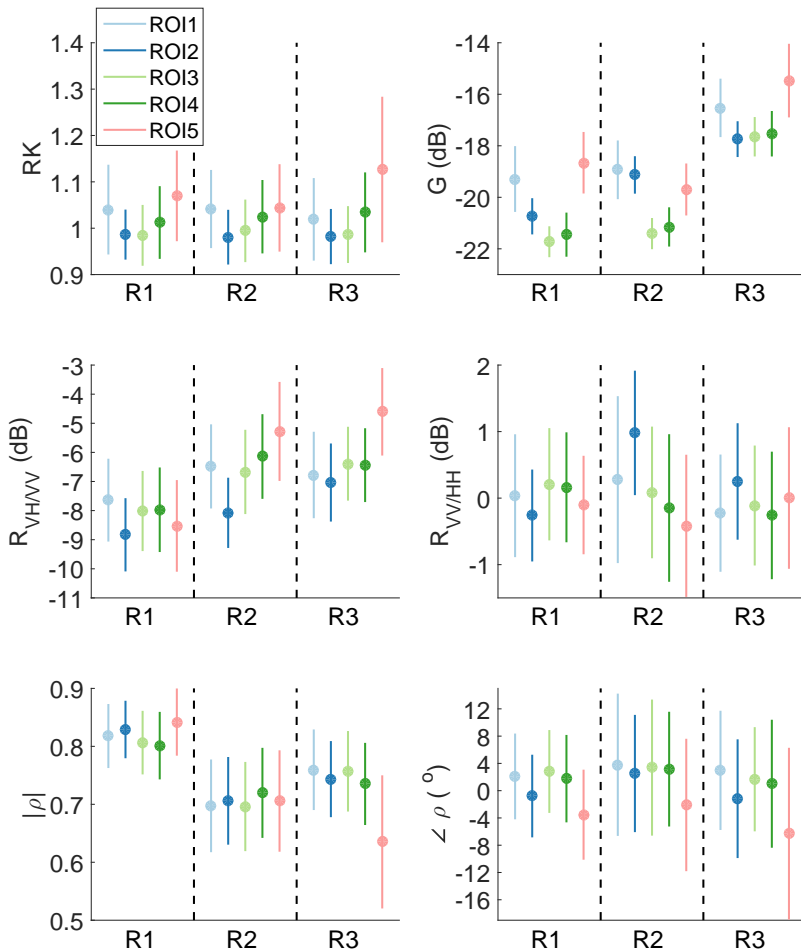 ROI1
ROI2
ROI3
ROI4
ROI5
1.4
1.3
1.2
1.1
1
0.9
RK
R1 R2 R3
-14
-16
-18
-20
-22
G (dB)
R1 R2 R3
-3
-4
-5
-6
-7
-8
-9
-10
-11
R_VH/VV (dB)
R1 R2 R3
2
1
0
-1
R_VV/HH (dB)
R1 R2 R3
0.9
0.8
0.7
0.6
0.5
|ρ|
R1 R2 R3
12
8
4
0
-4
-8
-12
-16
∠ ρ (°)
R1 R2 R3